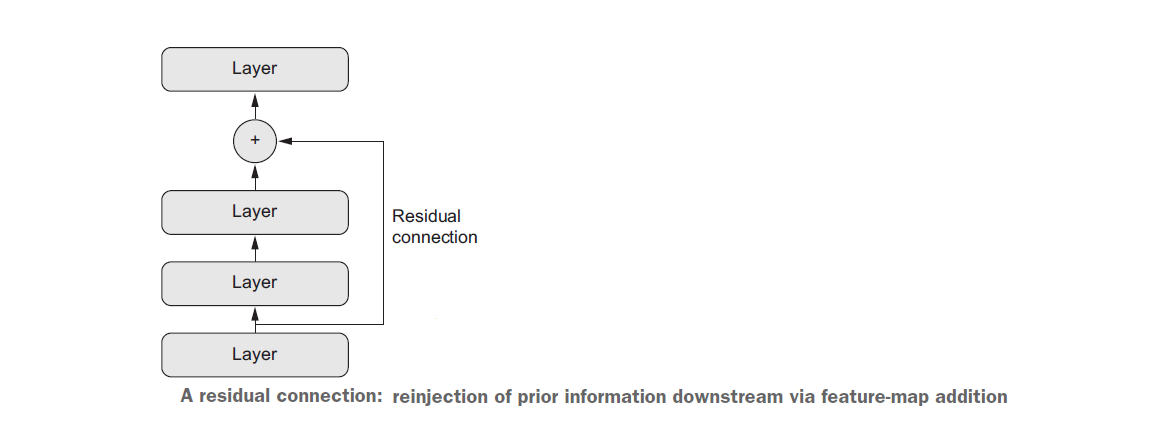 Layer
+
Layer
Residual
connection
Layer
Layer
A residual connection: reinjection of prior information downstream via feature-map addition